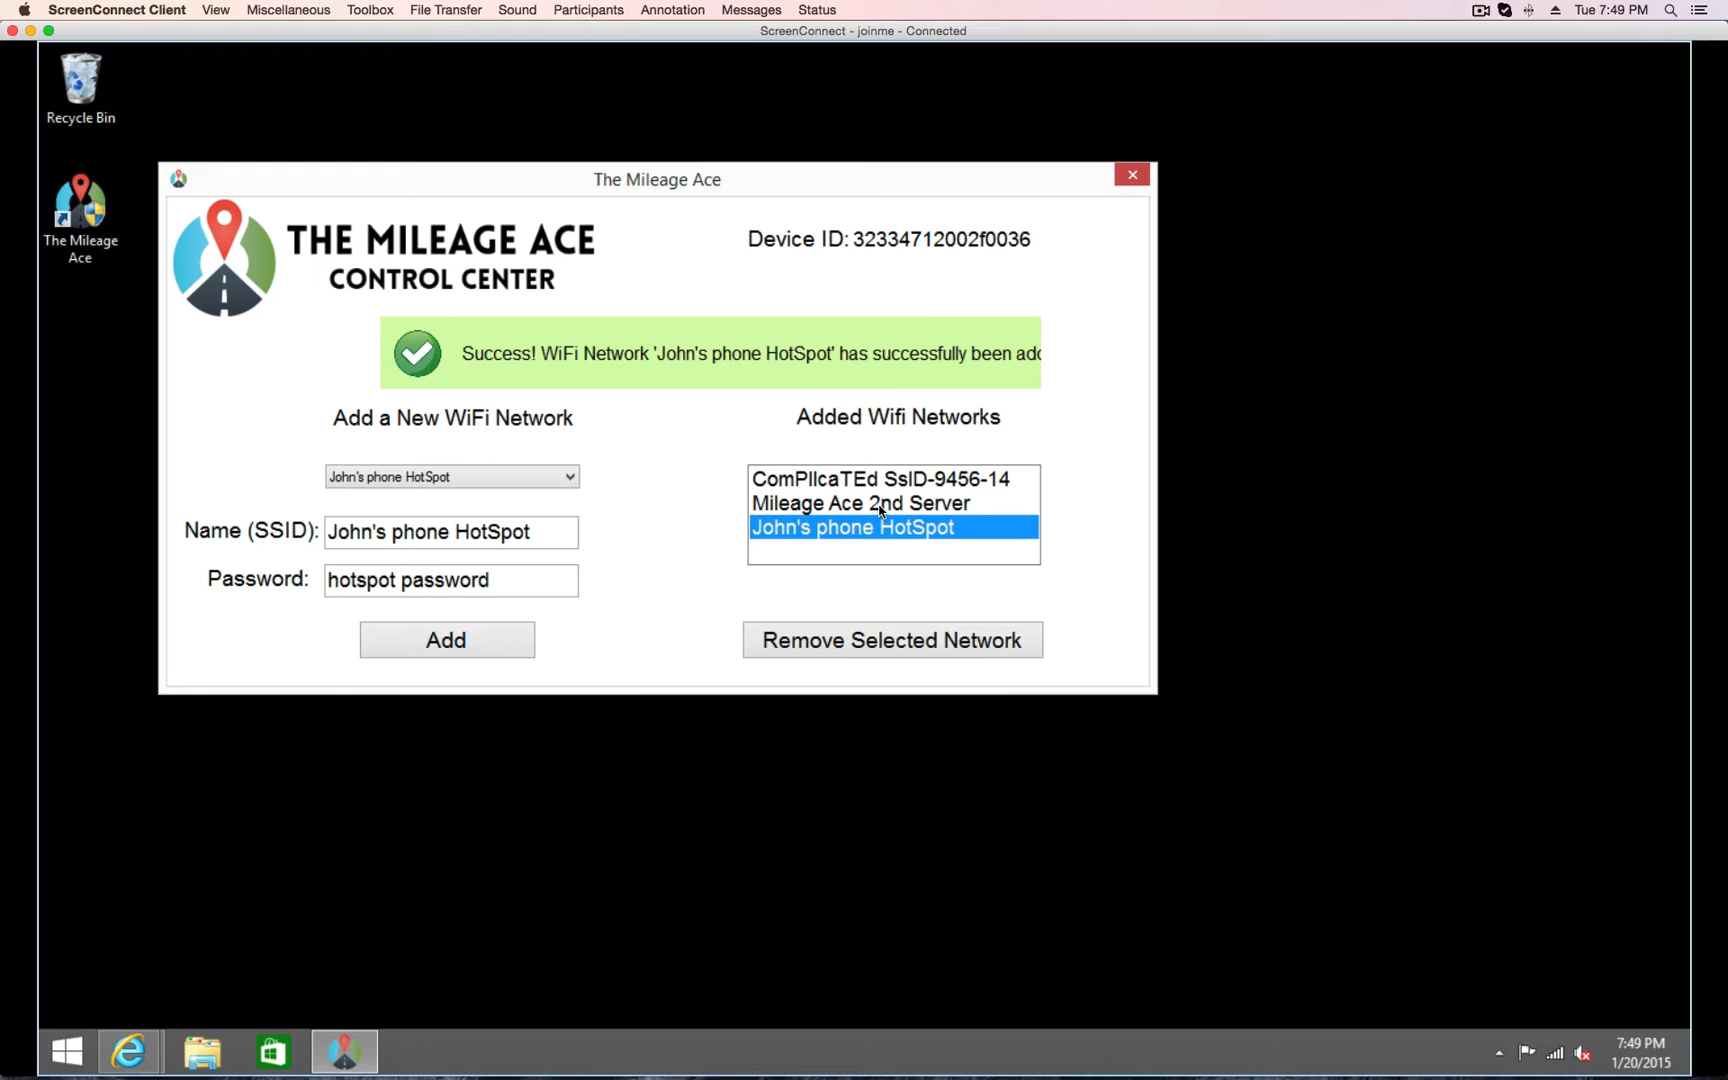 ScreenConnect Client View Miscellaneous Toolbox File Transfer Sound Participants Annotation Messages Status Tue 7:49 PM
ScreenConnect - joinme - Connected
Recycle Bin
The Mileage Ace
The Mileage
Ace
THE MILEAGE ACE
CONTROL CENTER
Device ID: 32334712002f0036
Success! WiFi Network 'John's phone HotSpot' has successfully been adc
Add a New WiFi Network
Added Wifi Networks
John's phone HotSpot
ComPlIcaTEd SsID-9456-14
Mileage Ace 2nd Server
John's phone HotSpot
Name (SSID): John's phone HotSpot
Password: hotspot password
Add
Remove Selected Network
7:49 PM
1/20/2015